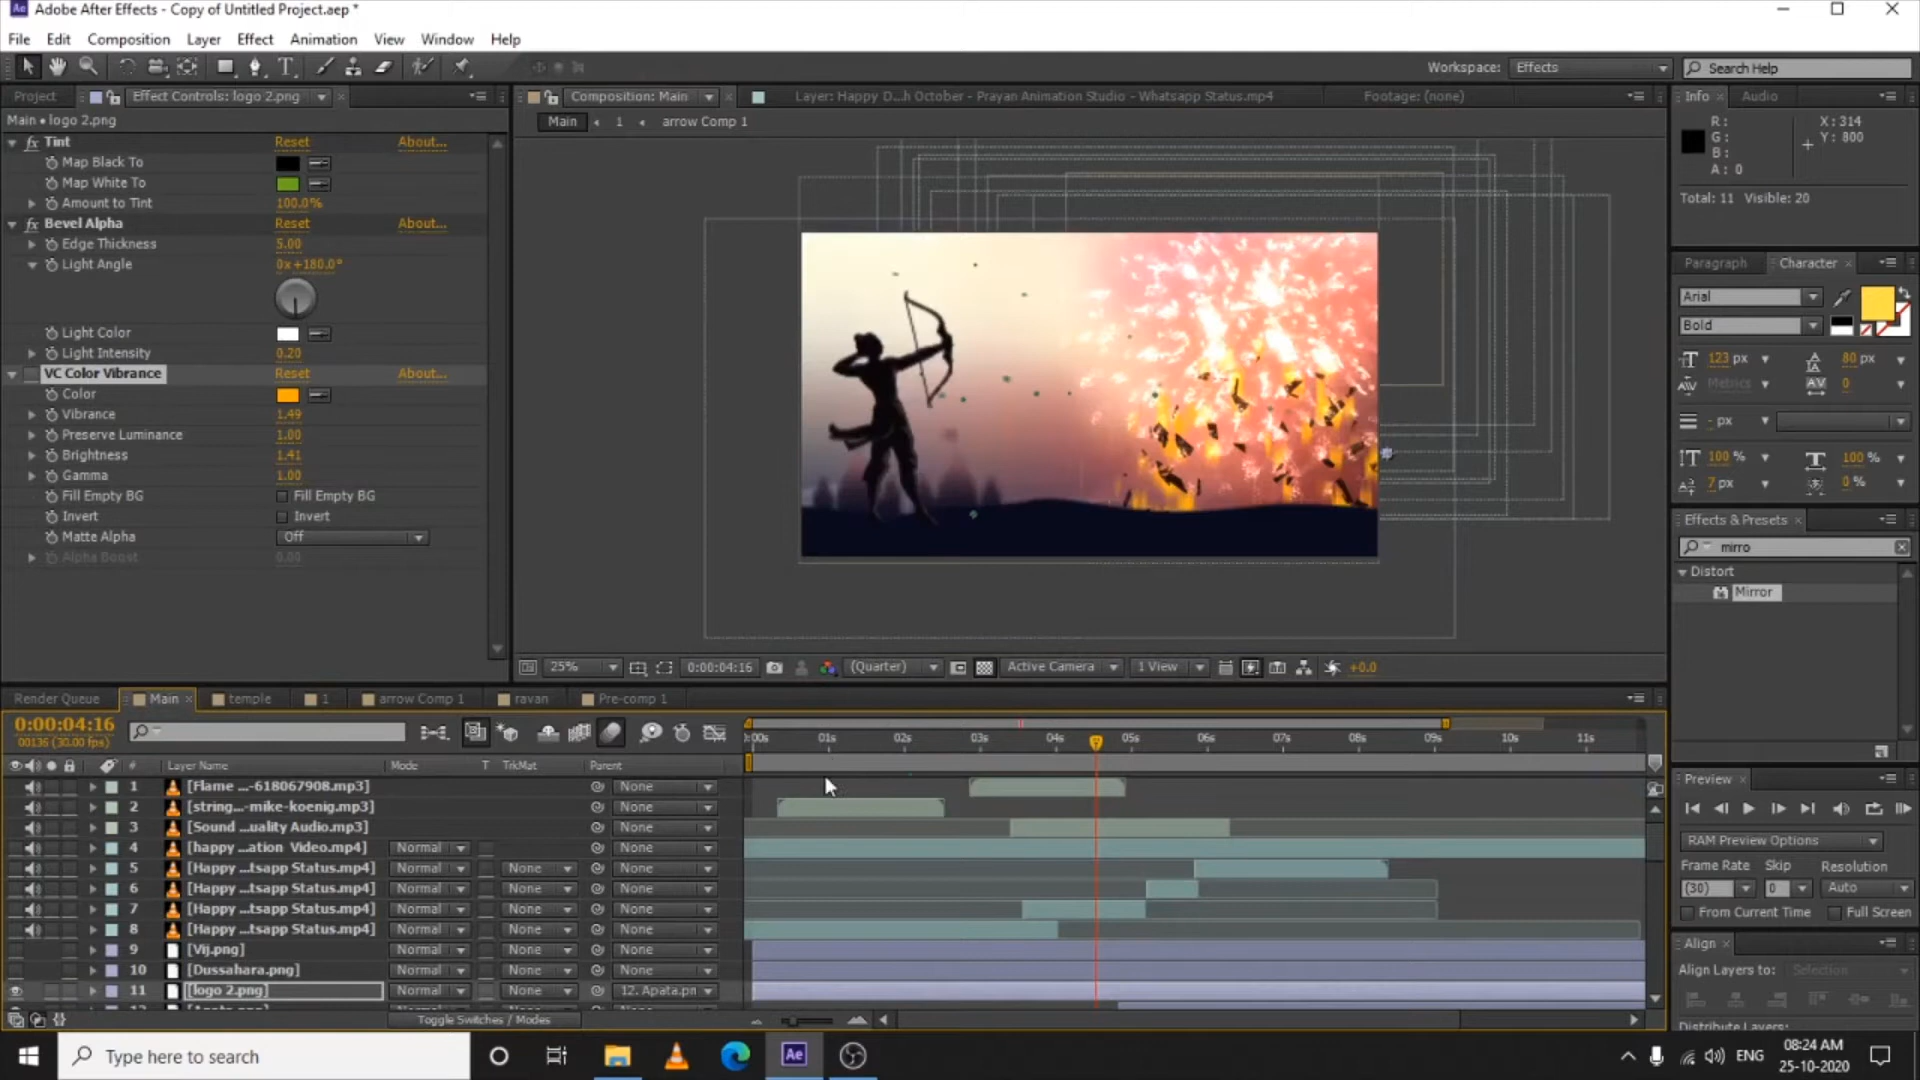 Adobe After Effects - Copy of Untitled Project.aep *
File Edit Composition Layer Effect Animation View Window Help
Workspace: Effects Search Help
Project Effect Controls: logo 2.png
Composition: Main Layer: Happy D...h October - Prayan Animation Studio - Whatsapp Status.mp4 Footage: (none)
Info Audio
Main • logo 2.png
Main 1 arrow Comp 1
R: G: B: A: 0
X: 314 Y: 800
Total: 11 Visible: 20
Tint Reset About...
Map Black To
Map White To
Amount to Tint 100.0%
Bevel Alpha Reset About...
Edge Thickness 5.00
Light Angle 0x+180.0°
Light Color
Light Intensity 0.20
VC Color Vibrance Reset About...
Color
Vibrance 1.49
Preserve Luminance 1.00
Brightness 1.41
Gamma 1.00
Fill Empty BG Fill Empty BG
Invert Invert
Matte Alpha Off
Alpha Boost 0.00
Paragraph Character
Arial
Bold
123 px 80 px
Metrics 0
- px
100 % 100 %
7 px 0 %
Effects & Presets
mirro
Distort
Mirror
25% 0:00:04:16 (Quarter) Active Camera 1 View +0.0
Render Queue Main temple 1 arrow Comp 1 ravan Pre-comp 1
0:00:04:16
00136 (30.00 fps)
:00s 01s 02s 03s 04s 05s 06s 07s 08s 09s 10s 11s
# Layer Name Mode T TrkMat Parent
1 [Flame ...-618067908.mp3] None
2 [string...-mike-koenig.mp3] None
3 [Sound ...uality Audio.mp3] None
4 [happy ...ation Video.mp4] Normal None
5 [Happy ...tsapp Status.mp4] Normal None None
6 [Happy ...tsapp Status.mp4] Normal None None
7 [Happy ...tsapp Status.mp4] Normal None None
8 [Happy ...tsapp Status.mp4] Normal None None
9 [Vij.png] Normal None None
10 [Dussahara.png] Normal None None
11 [logo 2.png] Normal None 12. Apata.pn
Toggle Switches / Modes
Preview
RAM Preview Options
Frame Rate Skip Resolution
(30) 0 Auto
From Current Time Full Screen
Align
Align Layers to: Selection
Distribute Layers:
Type here to search
Ae
ENG
08:24 AM
25-10-2020